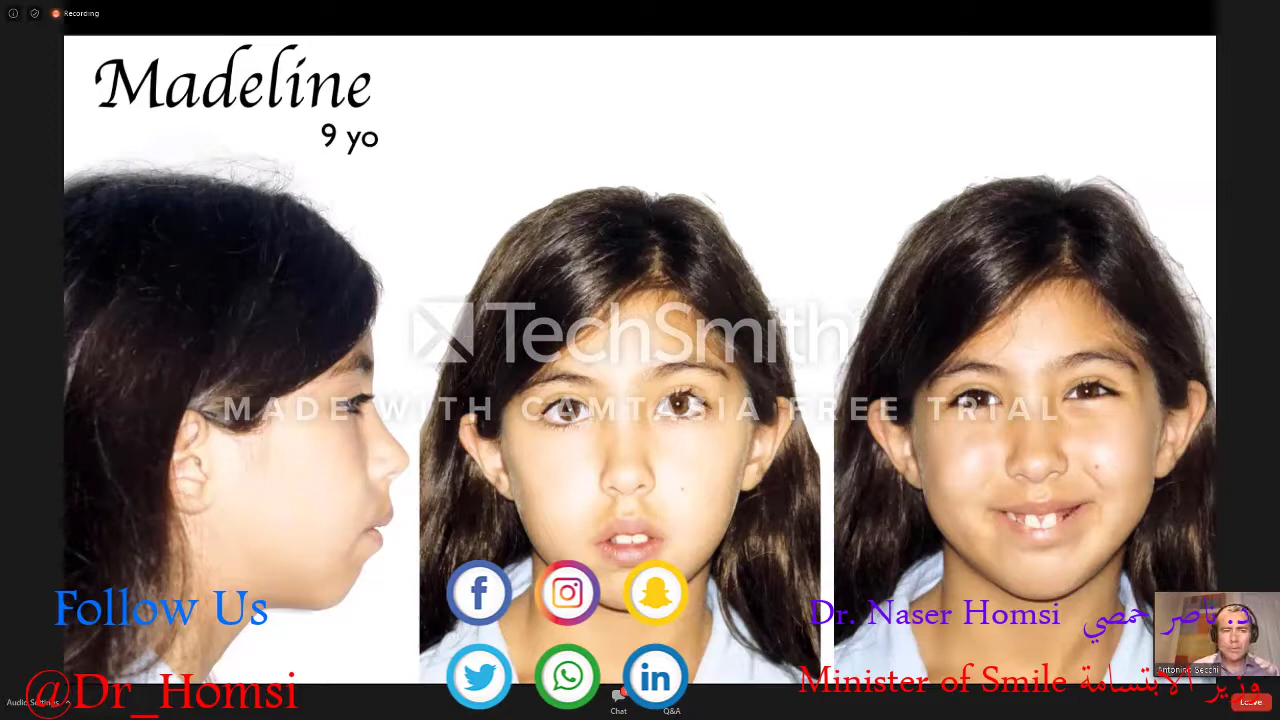 Recording
Madeline
9 yo
TechSmith
MADE WITH CAMTASIA FREE TRIAL
Follow Us
Dr. Naser Homsi د. ناصر حمصي
Antonino Secchi
@Dr_Homsi
Minister of Smile وزير الابتسامة
Audio Settings
Chat
Q&A
Leave